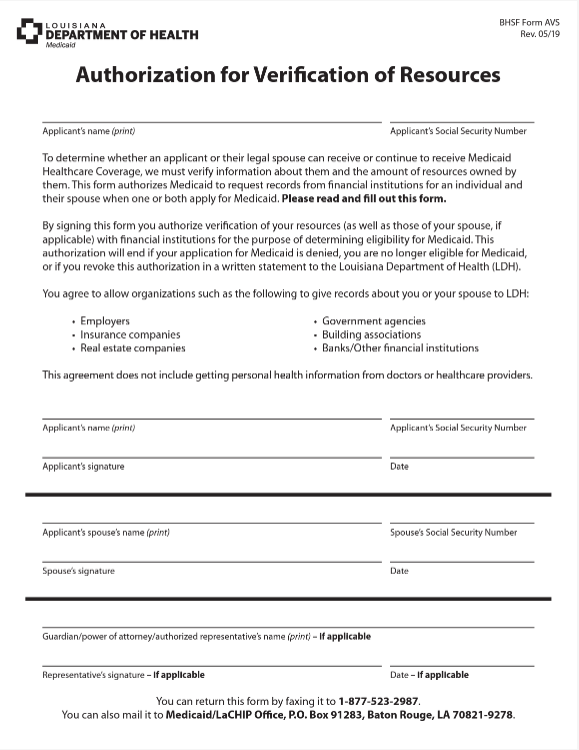 LOUISIANA
DEPARTMENT OF HEALTH
Medicaid
BHSF Form AVS
Rev. 05/19
Authorization for Verification of Resources
Applicant's name (print) Applicant's Social Security Number
To determine whether an applicant or their legal spouse can receive or continue to receive Medicaid
Healthcare Coverage, we must verify information about them and the amount of resources owned by
them. This form authorizes Medicaid to request records from financial institutions for an individual and
their spouse when one or both apply for Medicaid. Please read and fill out this form.
By signing this form you authorize verification of your resources (as well as those of your spouse, if
applicable) with financial institutions for the purpose of determining eligibility for Medicaid. This
authorization will end if your application for Medicaid is denied, you are no longer eligible for Medicaid,
or if you revoke this authorization in a written statement to the Louisiana Department of Health (LDH).
You agree to allow organizations such as the following to give records about you or your spouse to LDH:
• Employers
• Insurance companies
• Real estate companies
• Government agencies
• Building associations
• Banks/Other financial institutions
This agreement does not include getting personal health information from doctors or healthcare providers.
Applicant's name (print) Applicant's Social Security Number
Applicant's signature Date
Applicant's spouse's name (print) Spouse's Social Security Number
Spouse's signature Date
Guardian/power of attorney/authorized representative's name (print) – if applicable
Representative's signature – if applicable Date – if applicable
You can return this form by faxing it to 1-877-523-2987.
You can also mail it to Medicaid/LaCHIP Office, P.O. Box 91283, Baton Rouge, LA 70821-9278.